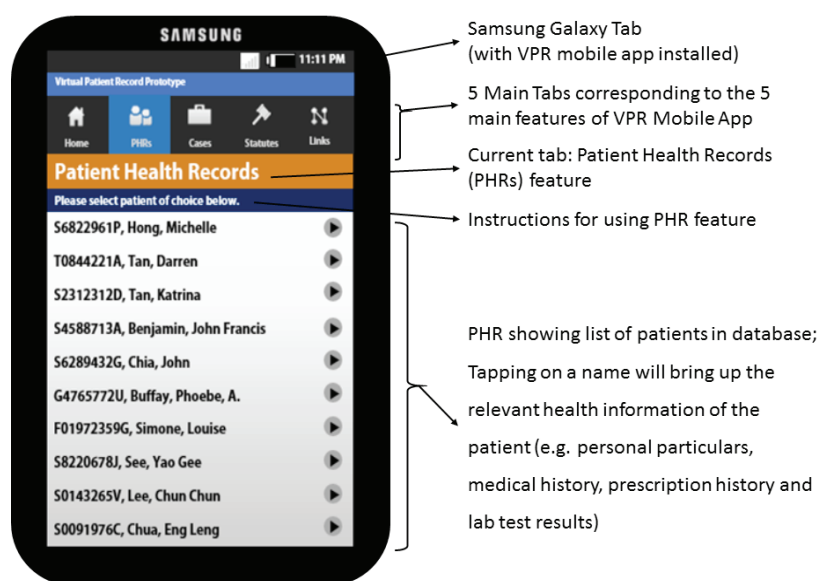 SAMSUNG
11:11 PM
Virtual Patient Record Prototype
Home PHRs Cases Statutes Links
Patient Health Records
Please select patient of choice below.
S6822961P, Hong, Michelle
T0844221A, Tan, Darren
S2312312D, Tan, Katrina
S4588713A, Benjamin, John Francis
S6289432G, Chia, John
G4765772U, Buffay, Phoebe, A.
F01972359G, Simone, Louise
S8220678J, See, Yao Gee
S0143265V, Lee, Chun Chun
S0091976C, Chua, Eng Leng
Samsung Galaxy Tab
(with VPR mobile app installed)
5 Main Tabs corresponding to the 5
main features of VPR Mobile App
Current tab: Patient Health Records
(PHRs) feature
Instructions for using PHR feature
PHR showing list of patients in database;
Tapping on a name will bring up the
relevant health information of the
patient (e.g. personal particulars,
medical history, prescription history and
lab test results)